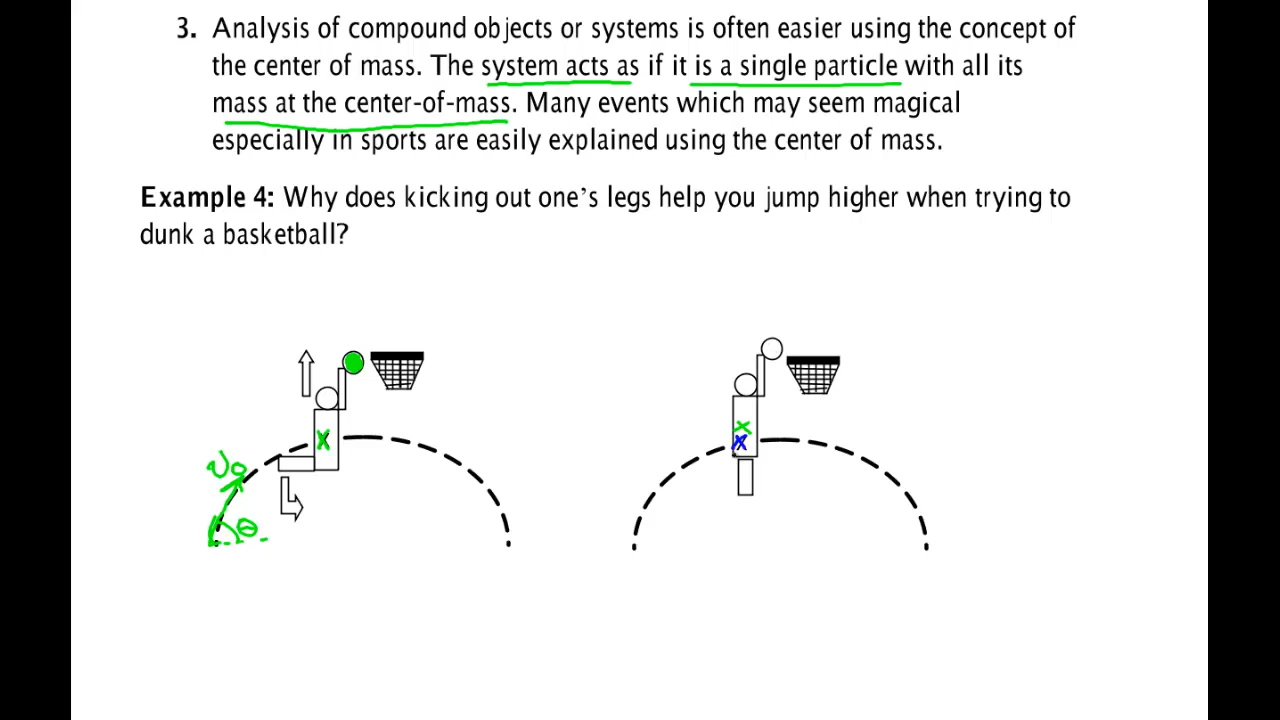 3. Analysis of compound objects or systems is often easier using the concept of
the center of mass. The system acts as if it is a single particle with all its
mass at the center-of-mass. Many events which may seem magical
especially in sports are easily explained using the center of mass.
Example 4: Why does kicking out one's legs help you jump higher when trying to
dunk a basketball?
x
x
x
v₀
θ